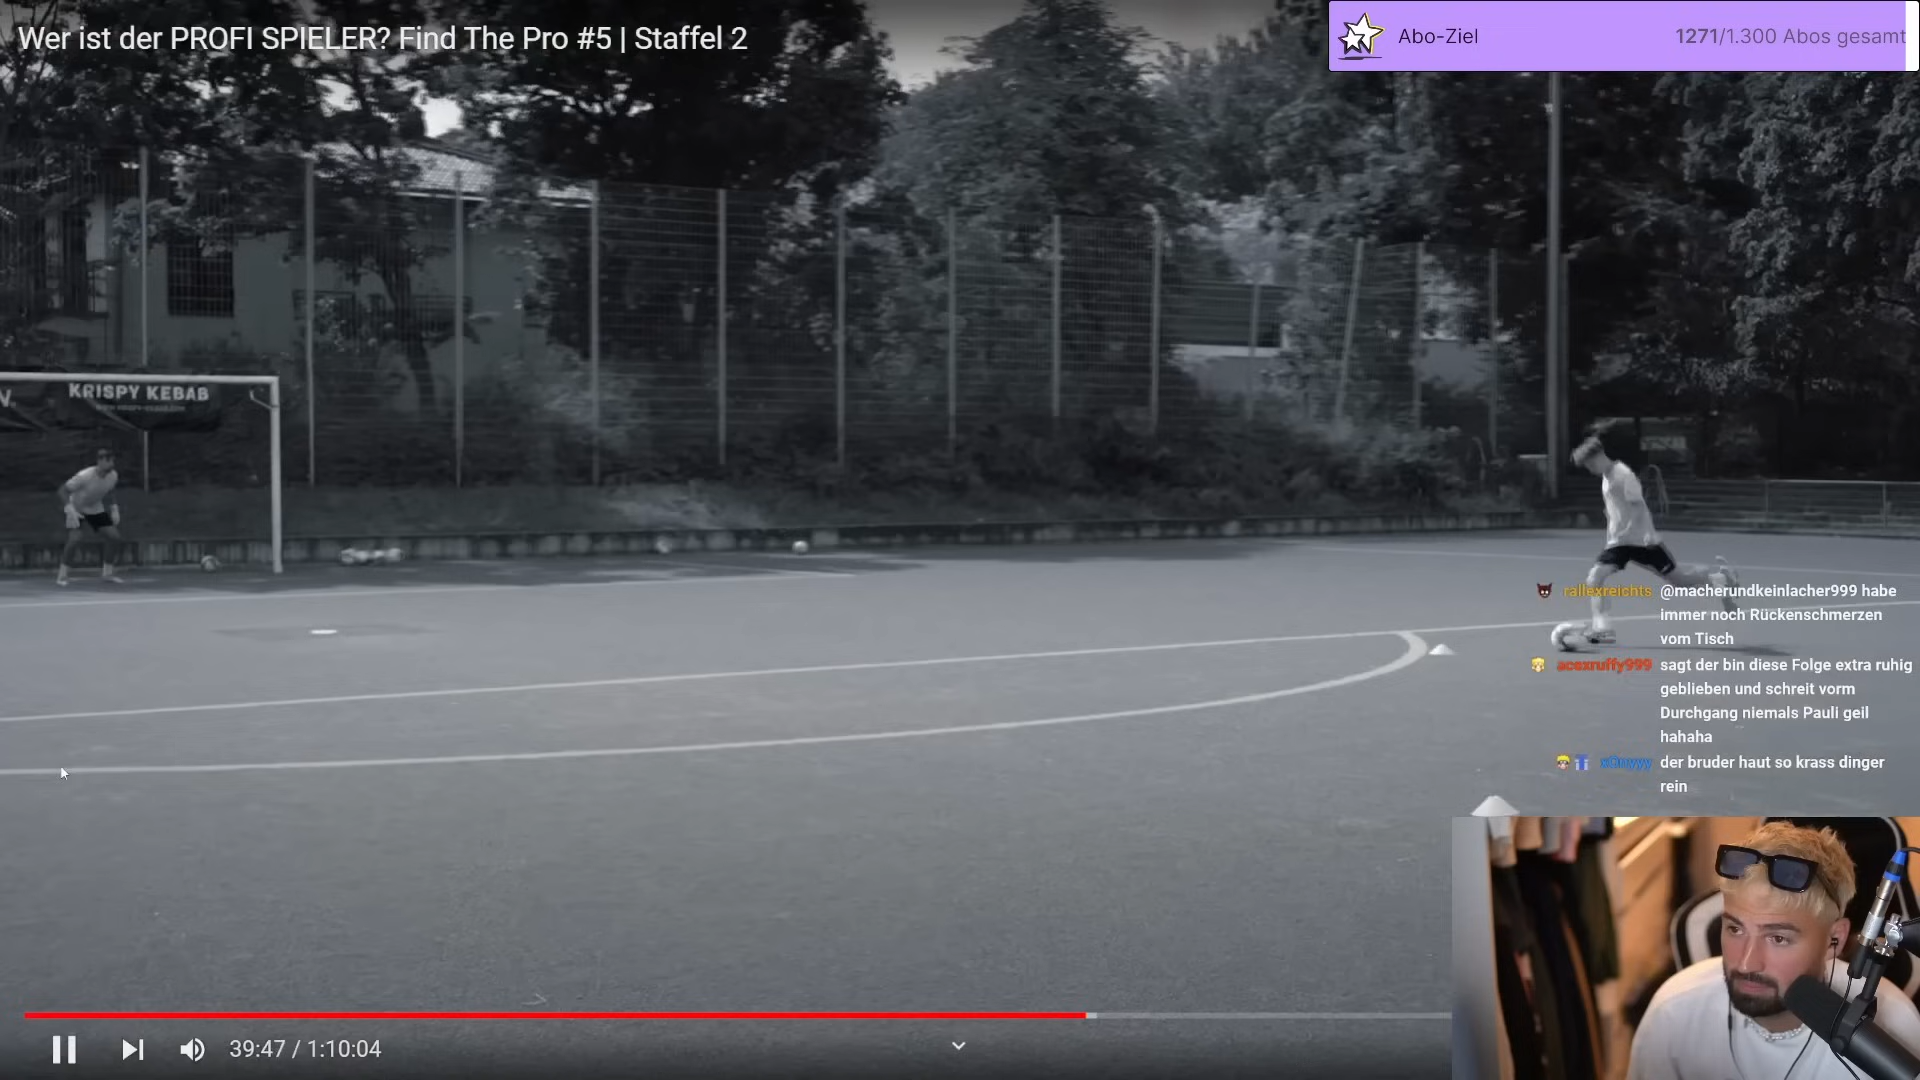 Wer ist der PROFI SPIELER? Find The Pro #5 | Staffel 2
Abo-Ziel
1271/1.300 Abos gesamt
KRISPY KEBAB
rallexreichts @macherundkeinlacher999 habe
immer noch Rückenschmerzen
vom Tisch
acexruffy999 sagt der bin diese Folge extra ruhig
geblieben und schreit vorm
Durchgang niemals Pauli geil
hahaha
der bruder haut so krass dinger
rein
39:47 / 1:10:04